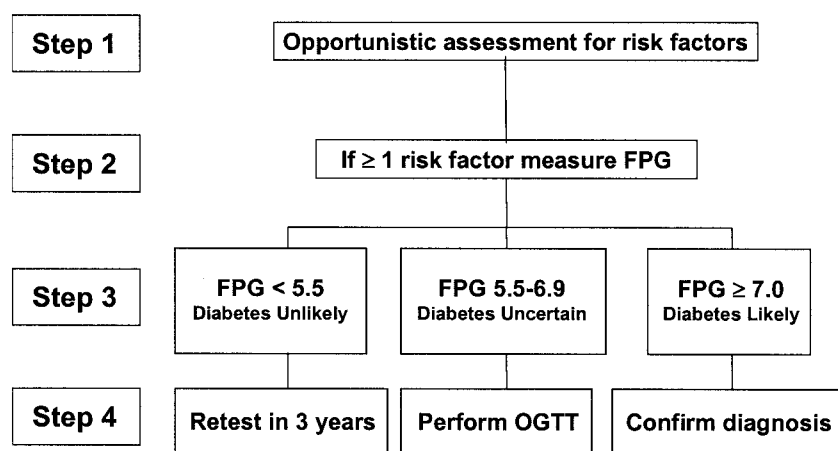 Step 1
Opportunistic assessment for risk factors
Step 2
If ≥ 1 risk factor measure FPG
Step 3
FPG < 5.5
Diabetes Unlikely
FPG 5.5-6.9
Diabetes Uncertain
FPG ≥ 7.0
Diabetes Likely
Step 4
Retest in 3 years
Perform OGTT
Confirm diagnosis